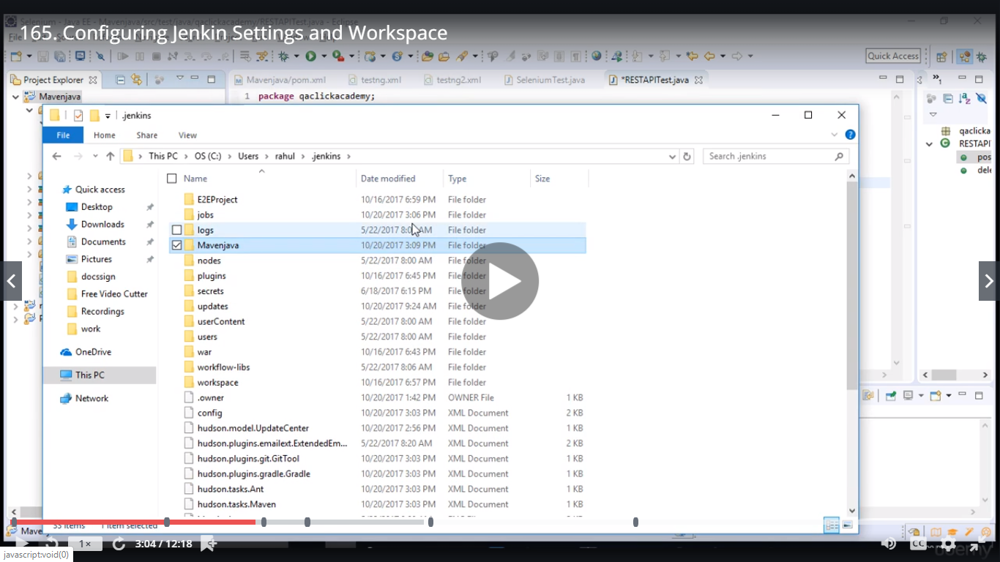 Selenium - Java EE - Mavenjava/src/test/java/qaclickacademy/RESTAPITest.java - Eclipse
165. Configuring Jenkin Settings and Workspace
Quick Access
Project Explorer
Mavenjava/pom.xml
testng.xml
testng2.xml
SeleniumTest.java
*RESTAPITest.java
Mavenjava
1 package qaclickacademy;
.jenkins
File Home Share View
This PC > OS (C:) > Users > rahul > .jenkins >
Search .jenkins
Name Date modified Type Size
Quick access
Desktop
Downloads
Documents
Pictures
docssign
Free Video Cutter
Recordings
work
OneDrive
This PC
Network
E2EProject 10/16/2017 6:59 PM File folder
jobs 10/20/2017 3:06 PM File folder
logs 5/22/2017 AM File folder
Mavenjava 10/20/2017 3:09 PM File folder
nodes 5/22/2017 8:00 AM File folder
plugins 10/16/2017 6:45 PM File folder
secrets 6/18/2017 6:15 PM File folder
updates 10/20/2017 9:24 AM File folder
userContent 5/22/2017 8:00 AM File folder
users 5/22/2017 8:00 AM File folder
war 10/16/2017 6:43 PM File folder
workflow-libs 5/22/2017 8:06 AM File folder
workspace 10/16/2017 6:57 PM File folder
.owner 10/20/2017 1:42 PM OWNER File 1 KB
config 10/20/2017 3:03 PM XML Document 2 KB
hudson.model.UpdateCenter 10/20/2017 2:56 PM XML Document 1 KB
hudson.plugins.emailext.ExtendedEm... 5/22/2017 8:20 AM XML Document 2 KB
hudson.plugins.git.GitTool 10/20/2017 3:03 PM XML Document 1 KB
hudson.plugins.gradle.Gradle 10/20/2017 3:03 PM XML Document 1 KB
hudson.tasks.Ant 10/20/2017 3:03 PM XML Document 1 KB
hudson.tasks.Maven 10/20/2017 3:03 PM XML Document 1 KB
33 items 1 item selected
qaclicka
RESTAPI
pos
dele
Mave
1× 3:04 / 12:18
CC
udemy
javascript:void(0)